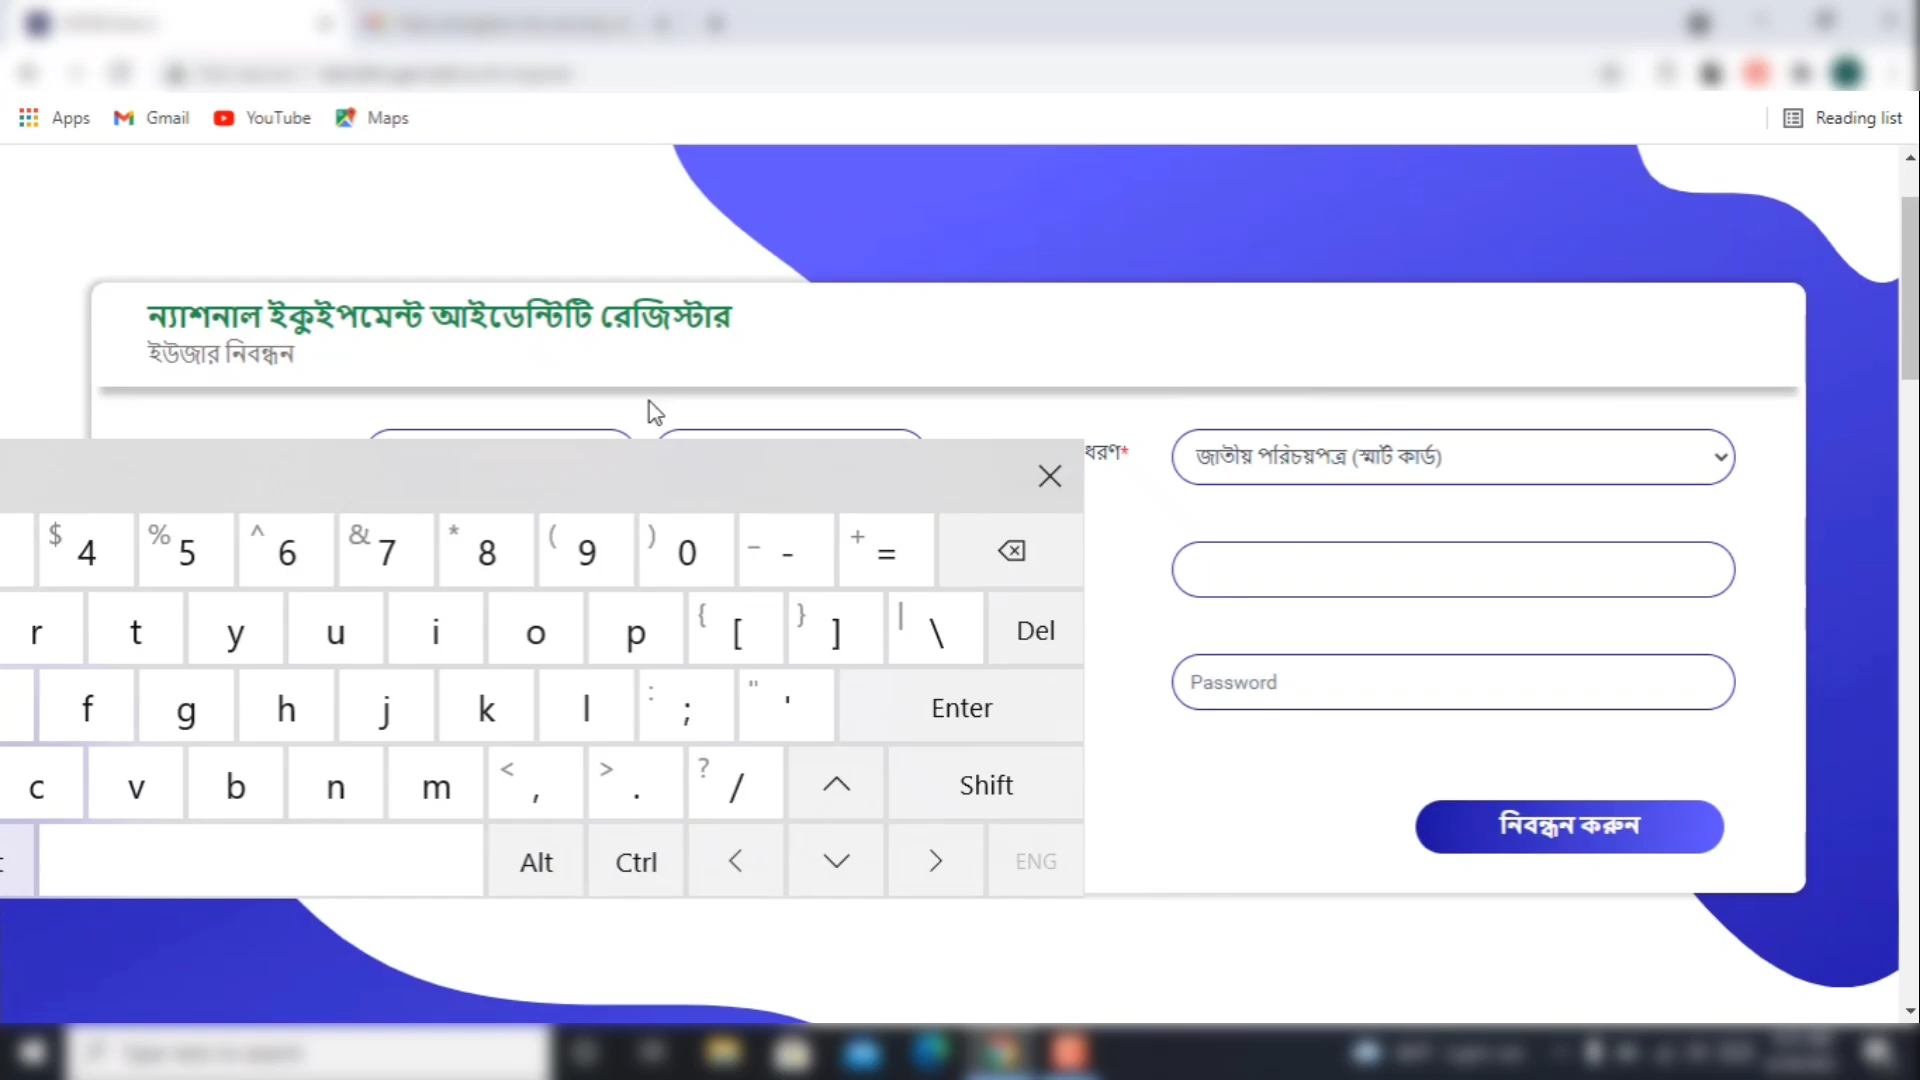 Apps Gmail YouTube Maps Reading list
ন্যাশনাল ইকুইপমেন্ট আইডেন্টিটি রেজিস্টার
ইউজার নিবন্ধন
ধরণ* জাতীয় পরিচয়পত্র (স্মার্ট কার্ড)
$ 4 % 5 ^ 6 & 7 * 8 ( 9 ) 0 _ - + =
r t y u i o p { [ } ] | \ Del
Password
f g h j k l : ; " ' Enter
c v b n m < , > . ? / Shift
নিবন্ধন করুন
Alt Ctrl ENG